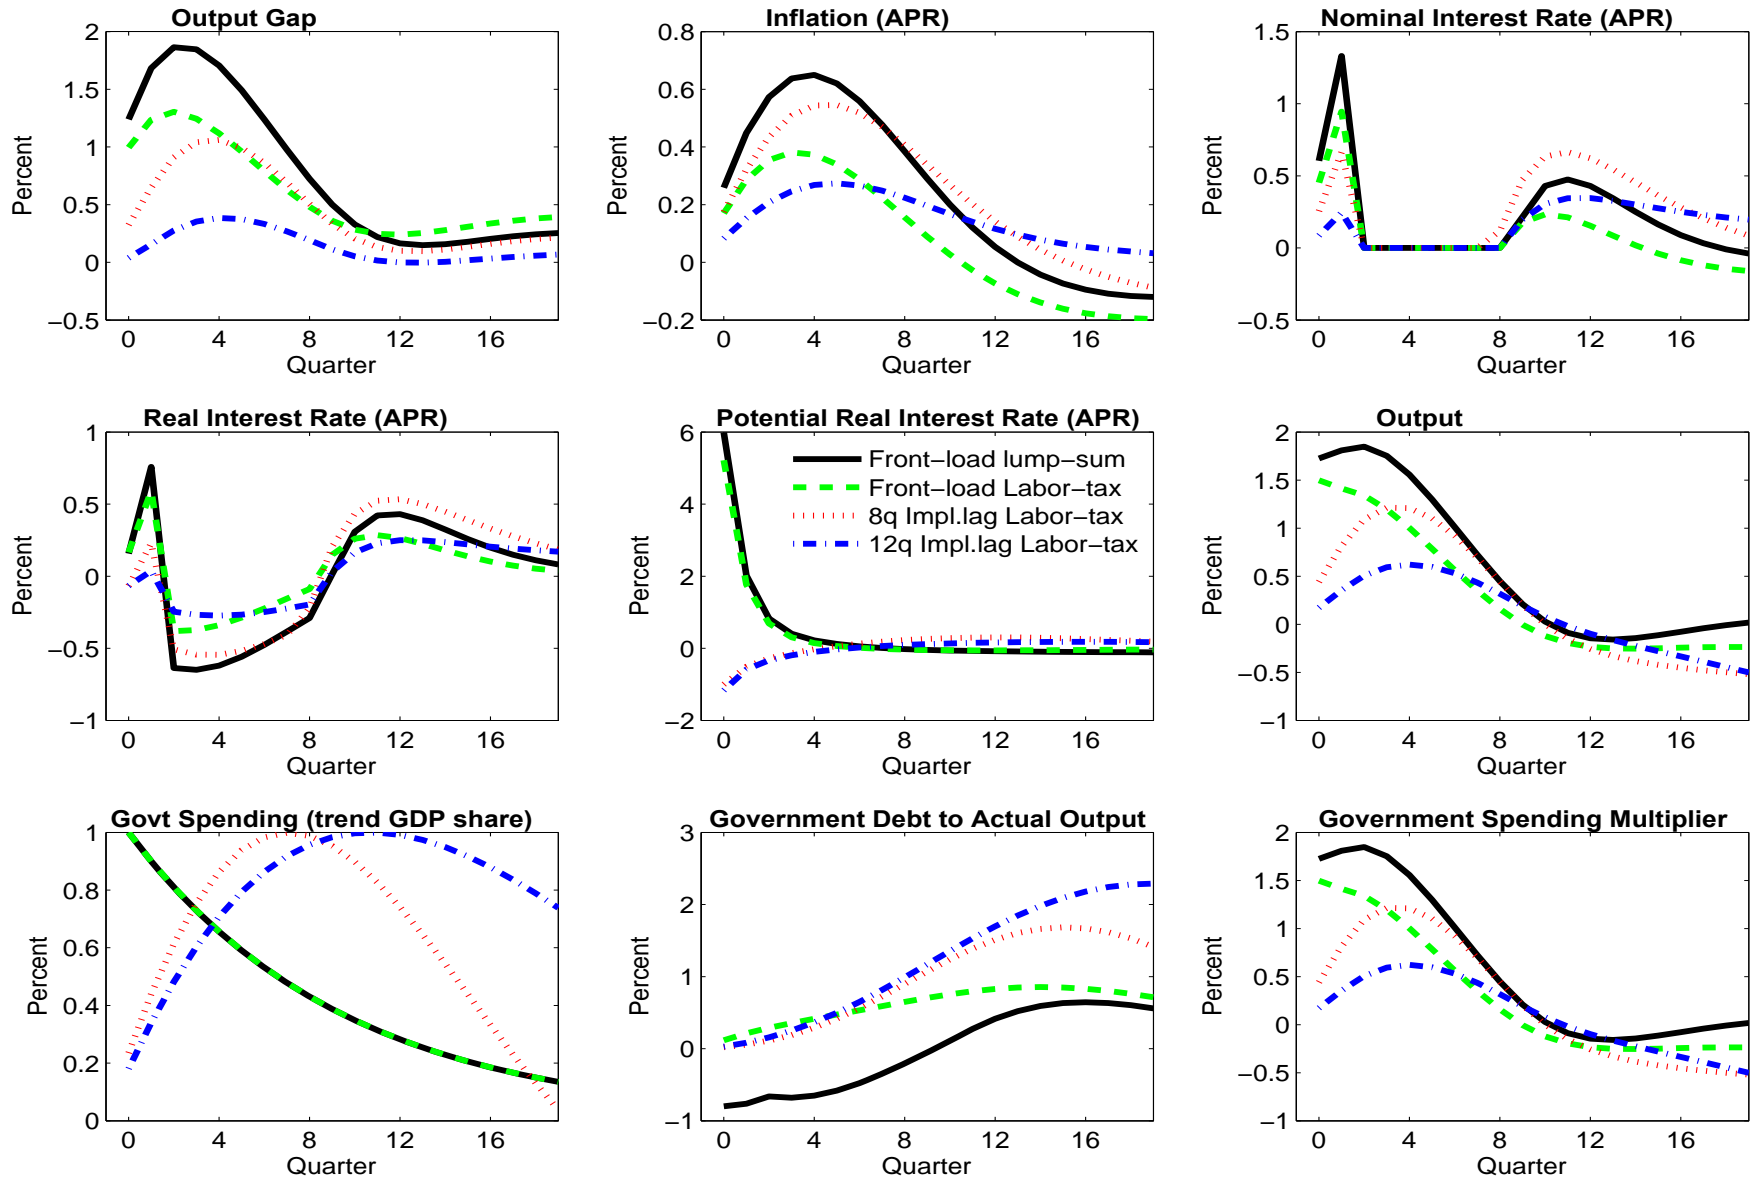 Output Gap
2
1.5
1
0.5
0
−0.5
Percent
0 4 8 12 16
Quarter
Inflation (APR)
0.8
0.6
0.4
0.2
0
−0.2
Percent
0 4 8 12 16
Quarter
Nominal Interest Rate (APR)
1.5
1
0.5
0
−0.5
Percent
0 4 8 12 16
Quarter
Real Interest Rate (APR)
1
0.5
0
−0.5
−1
Percent
0 4 8 12 16
Quarter
Potential Real Interest Rate (APR)
6
4
2
0
−2
Percent
Front−load lump−sum
Front−load Labor−tax
8q Impl.lag Labor−tax
12q Impl.lag Labor−tax
0 4 8 12 16
Quarter
Output
2
1.5
1
0.5
0
−0.5
−1
Percent
0 4 8 12 16
Quarter
Govt Spending (trend GDP share)
1
0.8
0.6
0.4
0.2
0
Percent
0 4 8 12 16
Quarter
Government Debt to Actual Output
3
2
1
0
−1
Percent
0 4 8 12 16
Quarter
Government Spending Multiplier
2
1.5
1
0.5
0
−0.5
−1
Percent
0 4 8 12 16
Quarter